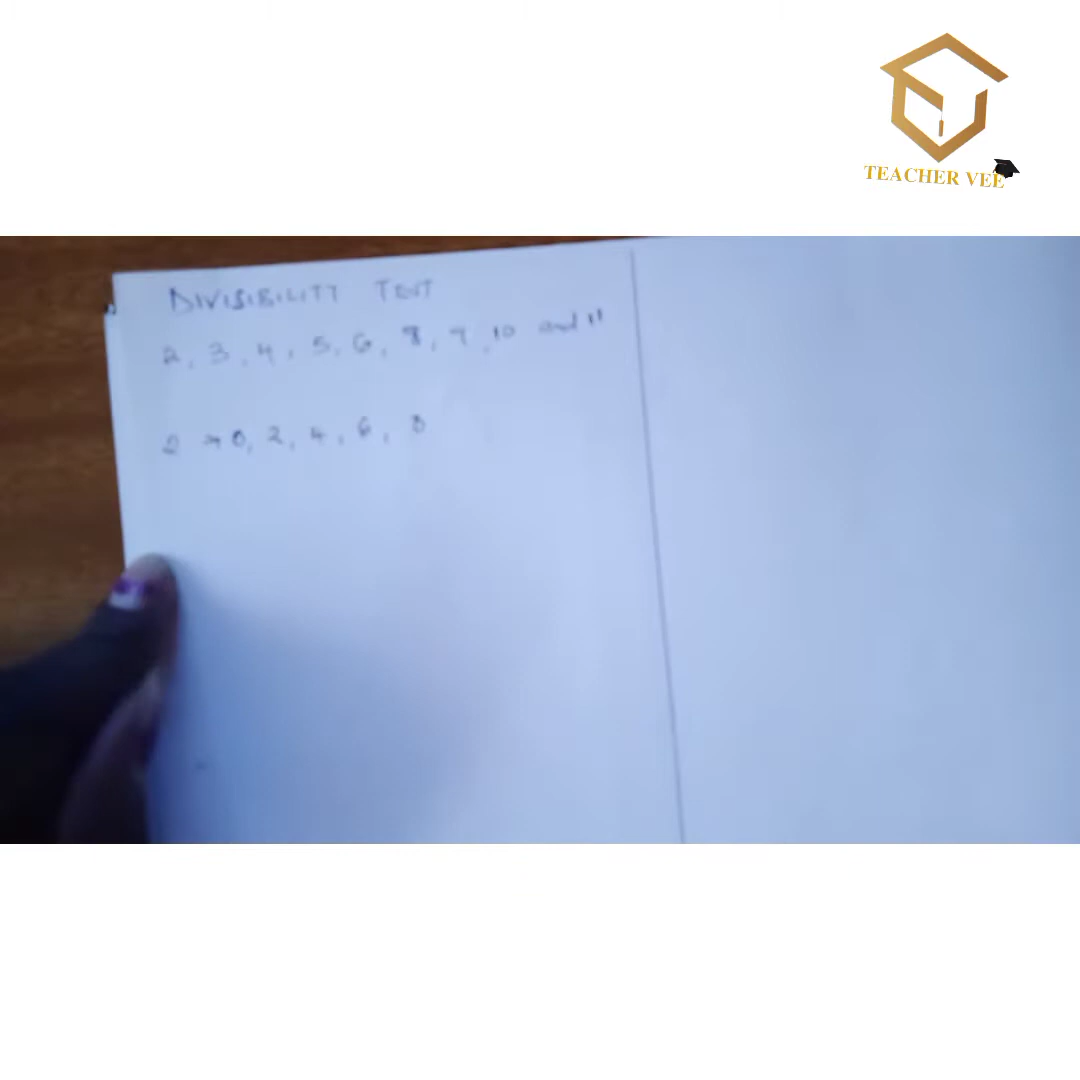 TEACHER VEE
DIVISIBILITY TEST
2, 3, 4, 5, 6, 8, 9, 10 and 11
2 → 0, 2, 4, 6, 8